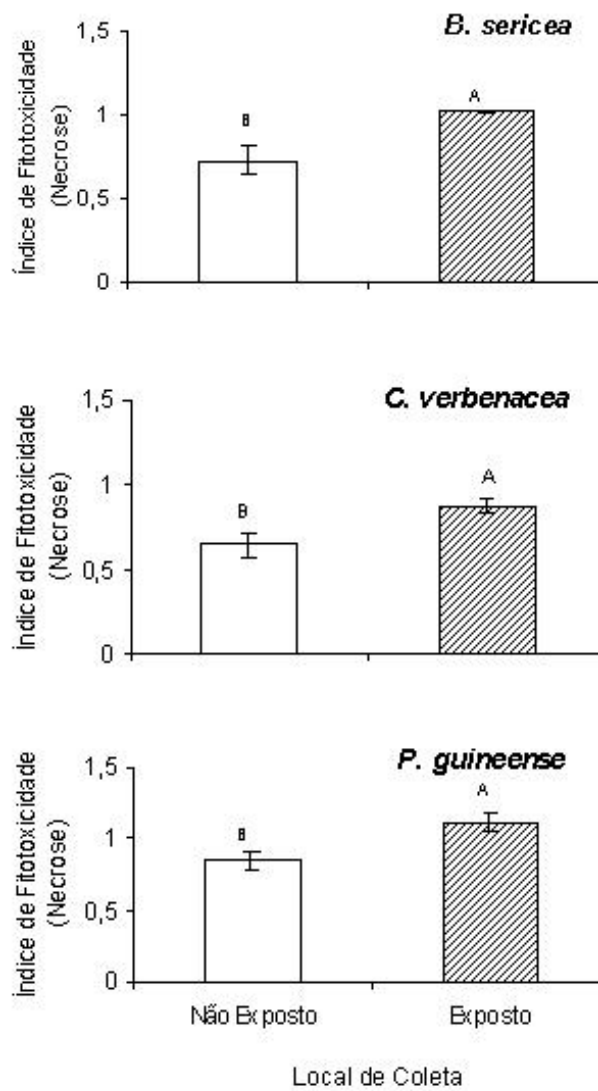 B. sericea
Índice de Fitotoxicidade
(Necrose)
1,5
1
0,5
0
B
A
C. verbenacea
Índice de Fitotoxicidade
(Necrose)
1,5
1
0,5
0
B
A
P. guineense
Índice de Fitotoxicidade
(Necrose)
1,5
1
0,5
0
B
A
Não Exposto
Exposto
Local de Coleta